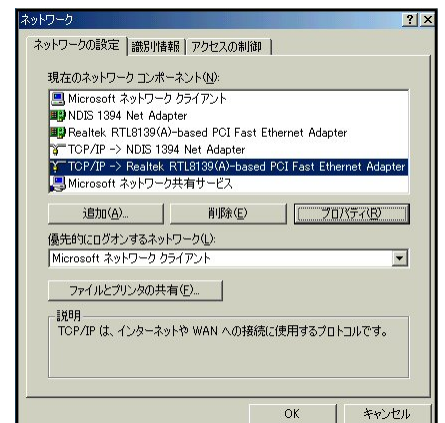 ネットワーク
ネットワークの設定 識別情報 アクセスの制御
現在のネットワーク コンポーネント(N):
Microsoft ネットワーク クライアント
NDIS 1394 Net Adapter
Realtek RTL8139(A)-based PCI Fast Ethernet Adapter
TCP/IP -> NDIS 1394 Net Adapter
TCP/IP -> Realtek RTL8139(A)-based PCI Fast Ethernet Adapter
Microsoft ネットワーク共有サービス
追加(A)... 削除(E) プロパティ(R)
優先的にログオンするネットワーク(L):
Microsoft ネットワーク クライアント
ファイルとプリンタの共有(F)...
説明
TCP/IP は、インターネットや WAN への接続に使用するプロトコルです。
OK キャンセル